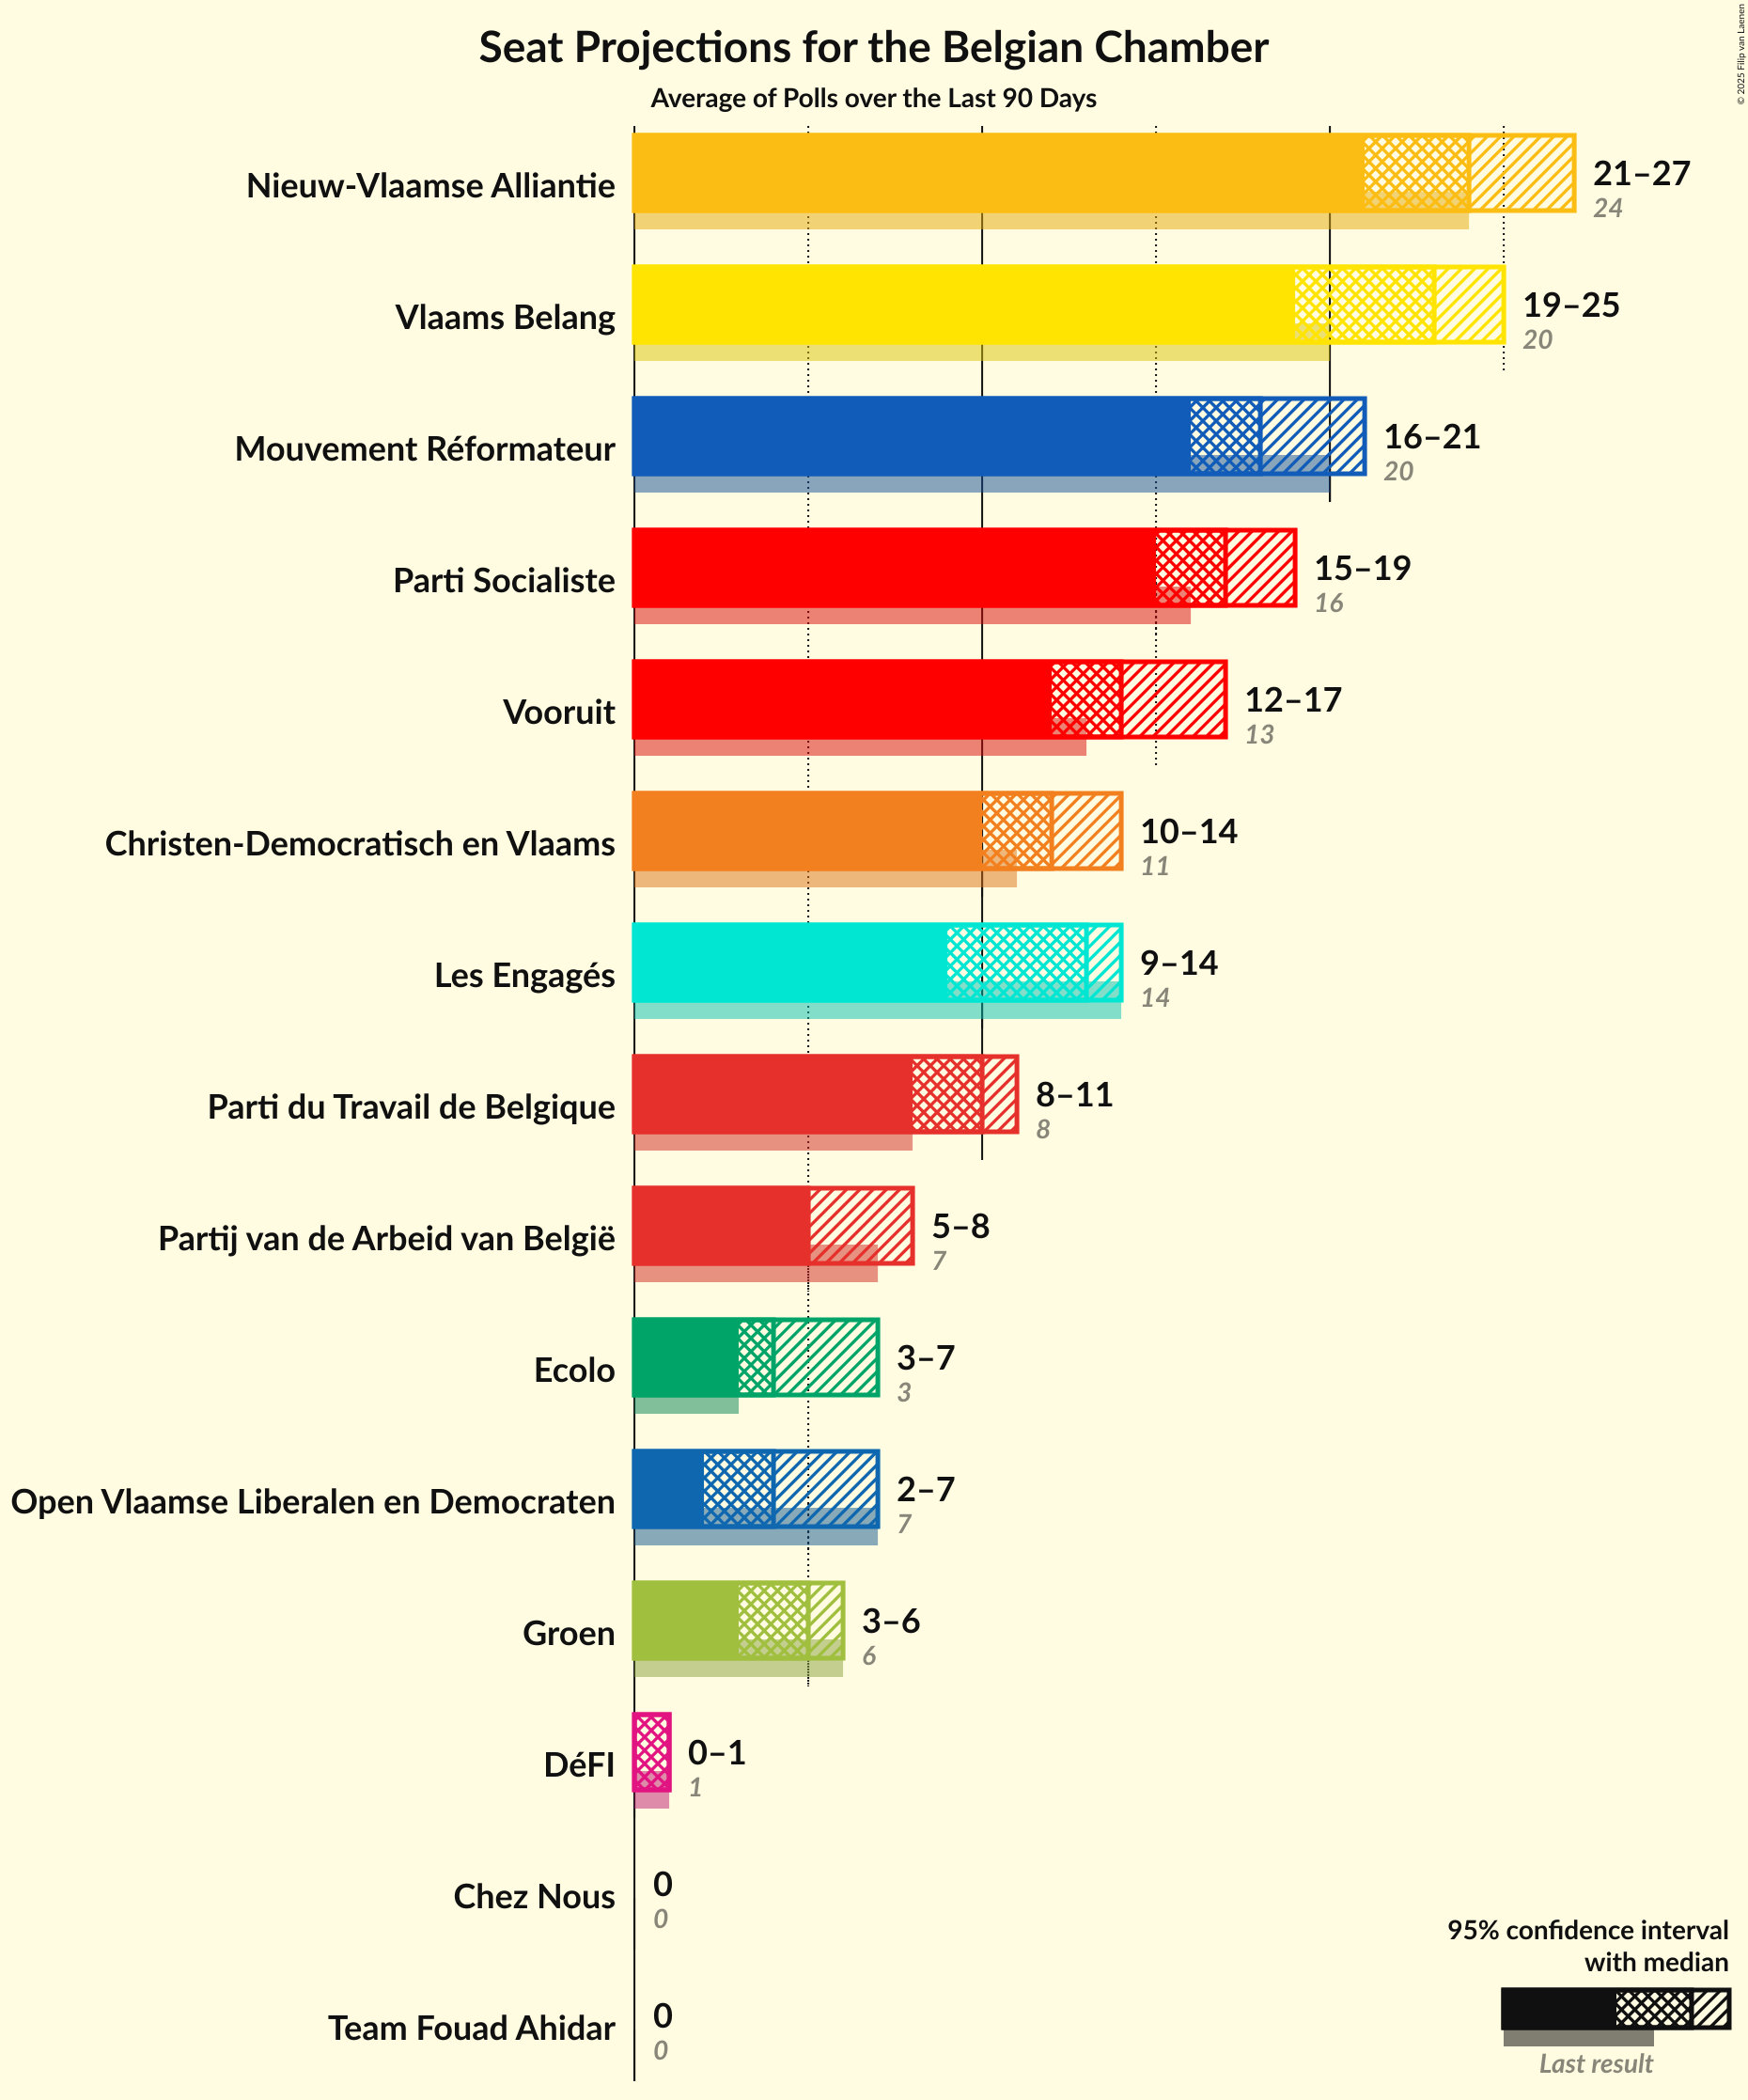 Seat Projections for the Belgian Chamber
Average of Polls over the Last 90 Days
© 2025 Filip van Laenen
Nieuw-Vlaamse Alliantie
21–27
24
Vlaams Belang
19–25
20
Mouvement Réformateur
16–21
20
Parti Socialiste
15–19
16
Vooruit
12–17
13
Christen-Democratisch en Vlaams
10–14
11
Les Engagés
9–14
14
Parti du Travail de Belgique
8–11
8
Partij van de Arbeid van België
5–8
7
Ecolo
3–7
3
Open Vlaamse Liberalen en Democraten
2–7
7
Groen
3–6
6
DéFI
0–1
1
Chez Nous
0
0
Team Fouad Ahidar
0
0
95% confidence interval
with median
Last result